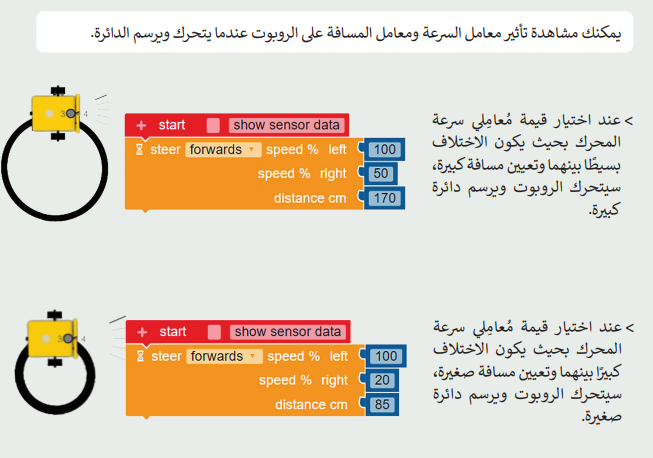 يمكنك مشاهدة تأثير معامل السرعة ومعامل المسافة على الروبوت عندما يتحرك ويرسم الدائرة.
> عند اختيار قيمة مُعاملي سرعة
المحرك بحيث يكون الاختلاف
بسيطًا بينهما وتعيين مسافة كبيرة،
سيتحرك الروبوت ويرسم دائرة
كبيرة.
3 4
+ start show sensor data
steer forwards speed % left 100
speed % right 50
distance cm 170
> عند اختيار قيمة مُعاملي سرعة
المحرك بحيث يكون الاختلاف
كبيرًا بينهما وتعيين مسافة صغيرة،
سيتحرك الروبوت ويرسم دائرة
صغيرة.
3 4
+ start show sensor data
steer forwards speed % left 100
speed % right 20
distance cm 85